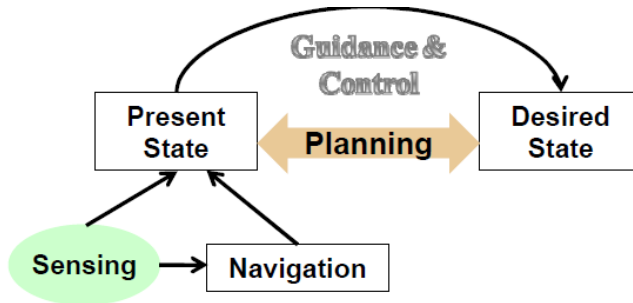 Guidance &
Control
Present
State
Planning
Desired
State
Sensing
Navigation